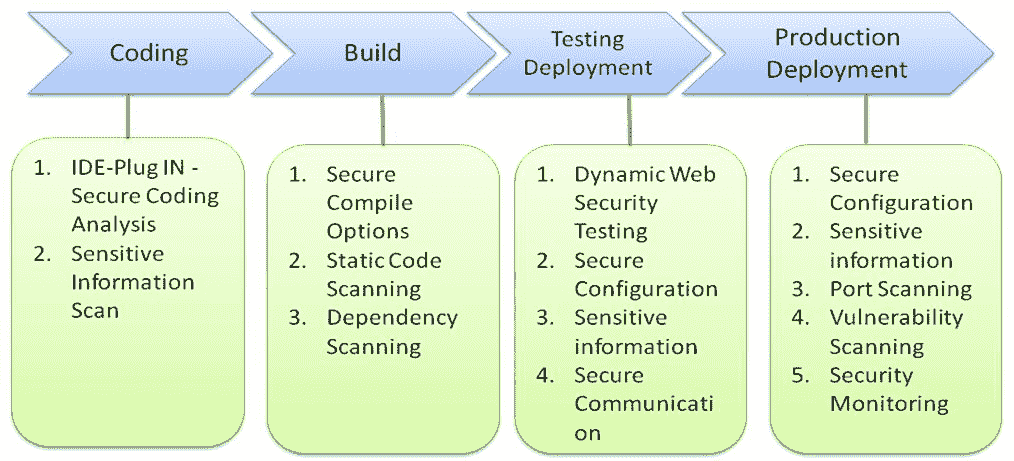 Coding
Build
Testing
Deployment
Production
Deployment
1. IDE-Plug IN -
Secure Coding
Analysis
2. Sensitive
Information
Scan
1. Secure
Compile
Options
2. Static Code
Scanning
3. Dependency
Scanning
1. Dynamic Web
Security
Testing
2. Secure
Configuration
3. Sensitive
information
4. Secure
Communicati
on
1. Secure
Configuration
2. Sensitive
information
3. Port Scanning
4. Vulnerability
Scanning
5. Security
Monitoring